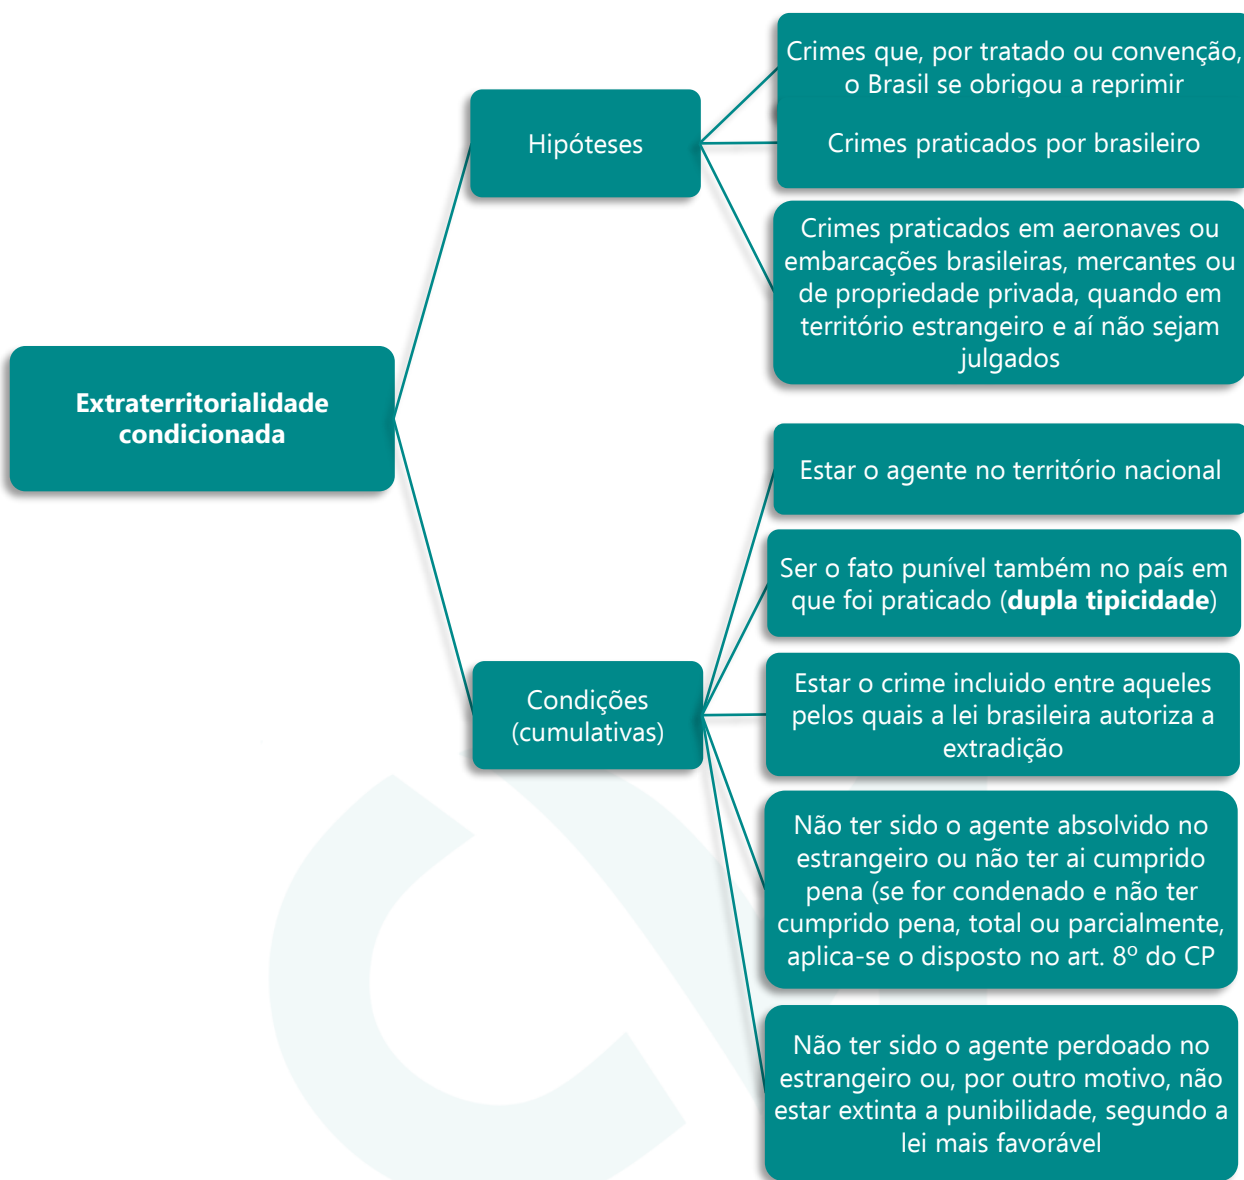 Extraterritorialidade
condicionada
Hipóteses
Crimes que, por tratado ou convenção,
o Brasil se obrigou a reprimir
Crimes praticados por brasileiro
Crimes praticados em aeronaves ou
embarcações brasileiras, mercantes ou
de propriedade privada, quando em
território estrangeiro e aí não sejam
julgados
Condições
(cumulativas)
Estar o agente no território nacional
Ser o fato punível também no país em
que foi praticado (dupla tipicidade)
Estar o crime incluido entre aqueles
pelos quais a lei brasileira autoriza a
extradição
Não ter sido o agente absolvido no
estrangeiro ou não ter ai cumprido
pena (se for condenado e não ter
cumprido pena, total ou parcialmente,
aplica-se o disposto no art. 8º do CP
Não ter sido o agente perdoado no
estrangeiro ou, por outro motivo, não
estar extinta a punibilidade, segundo a
lei mais favorável